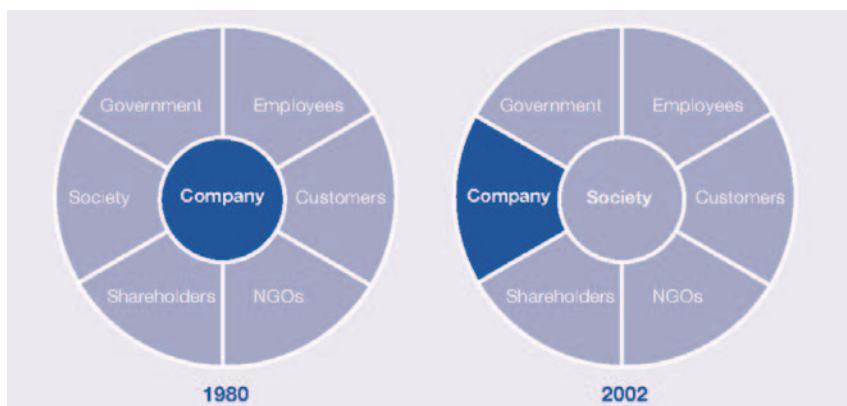 Government
Employees
Society
Company
Customers
Shareholders
NGOs
1980
Government
Employees
Company
Society
Customers
Shareholders
NGOs
2002